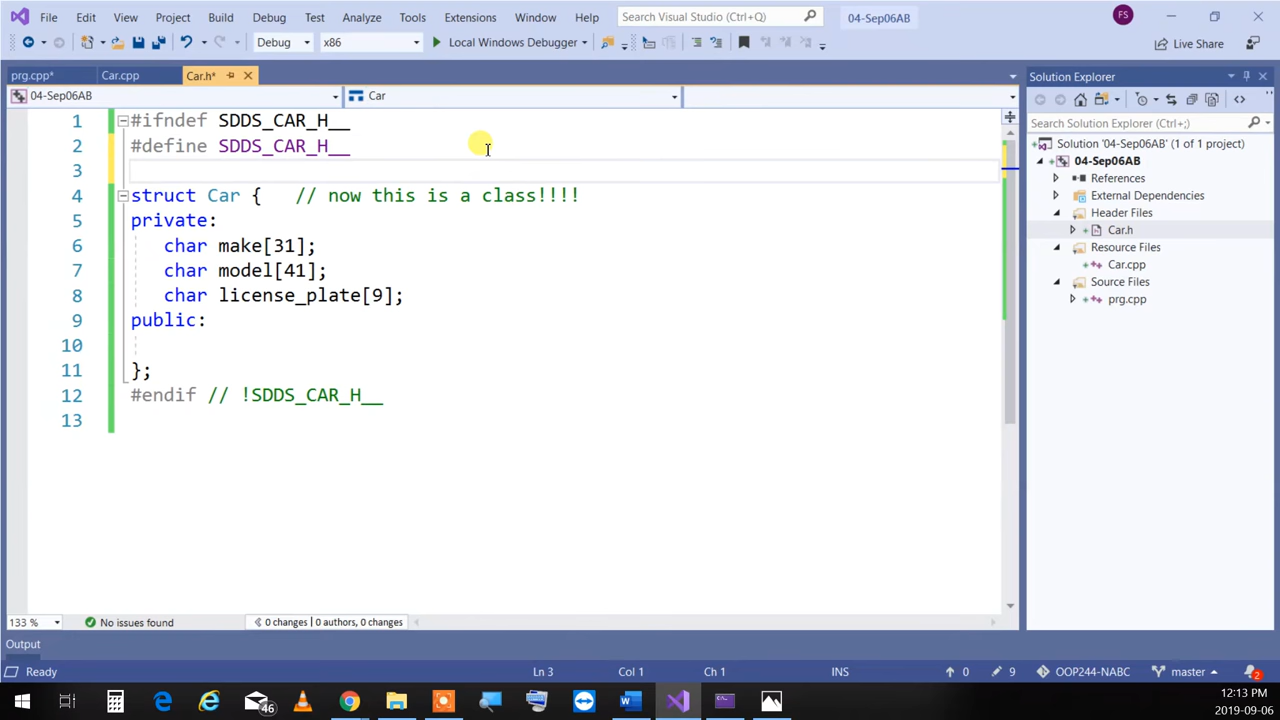 File Edit View Project Build Debug Test Analyze Tools Extensions Window Help Search Visual Studio (Ctrl+Q) 04-Sep06AB FS
Debug x86 Local Windows Debugger Live Share
prg.cpp* Car.cpp Car.h*
04-Sep06AB Car
1 #ifndef SDDS_CAR_H__
2 #define SDDS_CAR_H__
3
4 struct Car { // now this is a class!!!!
5 private:
6 char make[31];
7 char model[41];
8 char license_plate[9];
9 public:
10
11 };
12 #endif // !SDDS_CAR_H__
13
Solution Explorer
Search Solution Explorer (Ctrl+;)
Solution '04-Sep06AB' (1 of 1 project)
04-Sep06AB
References
External Dependencies
Header Files
Car.h
Resource Files
Car.cpp
Source Files
prg.cpp
133 % No issues found 0 changes | 0 authors, 0 changes
Output
Ready Ln 3 Col 1 Ch 1 INS 0 9 OOP244-NABC master 2
46
12:13 PM
2019-09-06